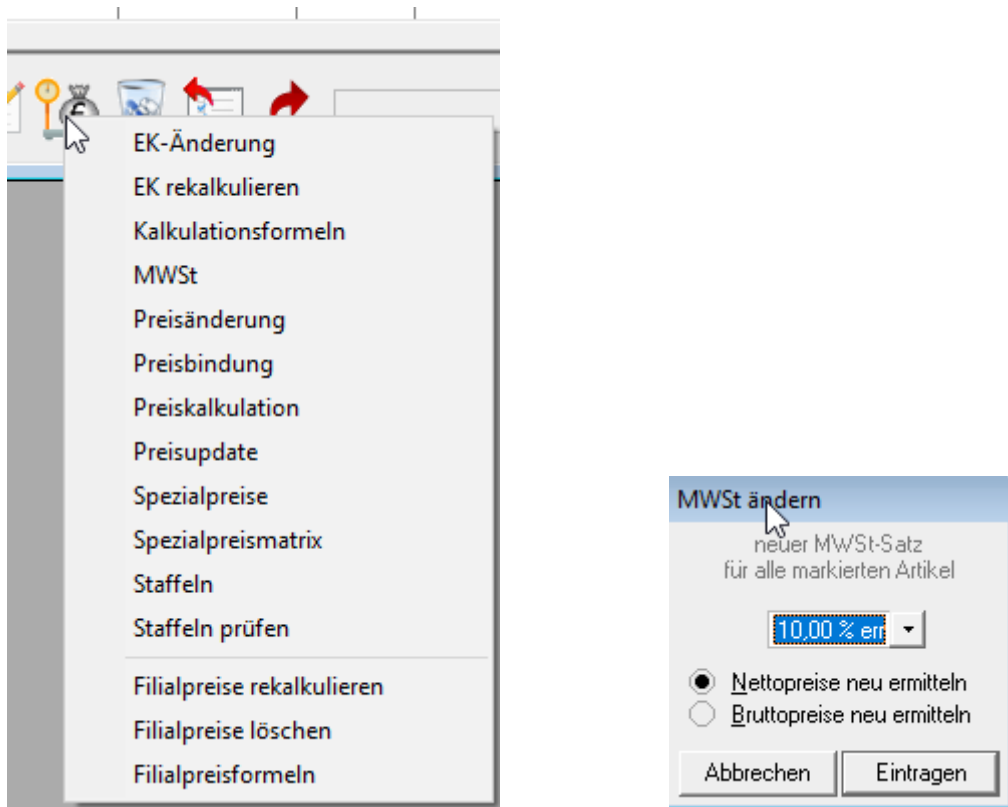 EK-Änderung
EK rekalkulieren
Kalkulationsformeln
MWSt
Preisänderung
Preisbindung
Preiskalkulation
Preisupdate
Spezialpreise
Spezialpreismatrix
Staffeln
Staffeln prüfen
Filialpreise rekalkulieren
Filialpreise löschen
Filialpreisformeln
MWSt ändern
neuer MWSt-Satz
für alle markierten Artikel
10,00 % err
Nettopreise neu ermitteln
Bruttopreise neu ermitteln
Abbrechen Eintragen